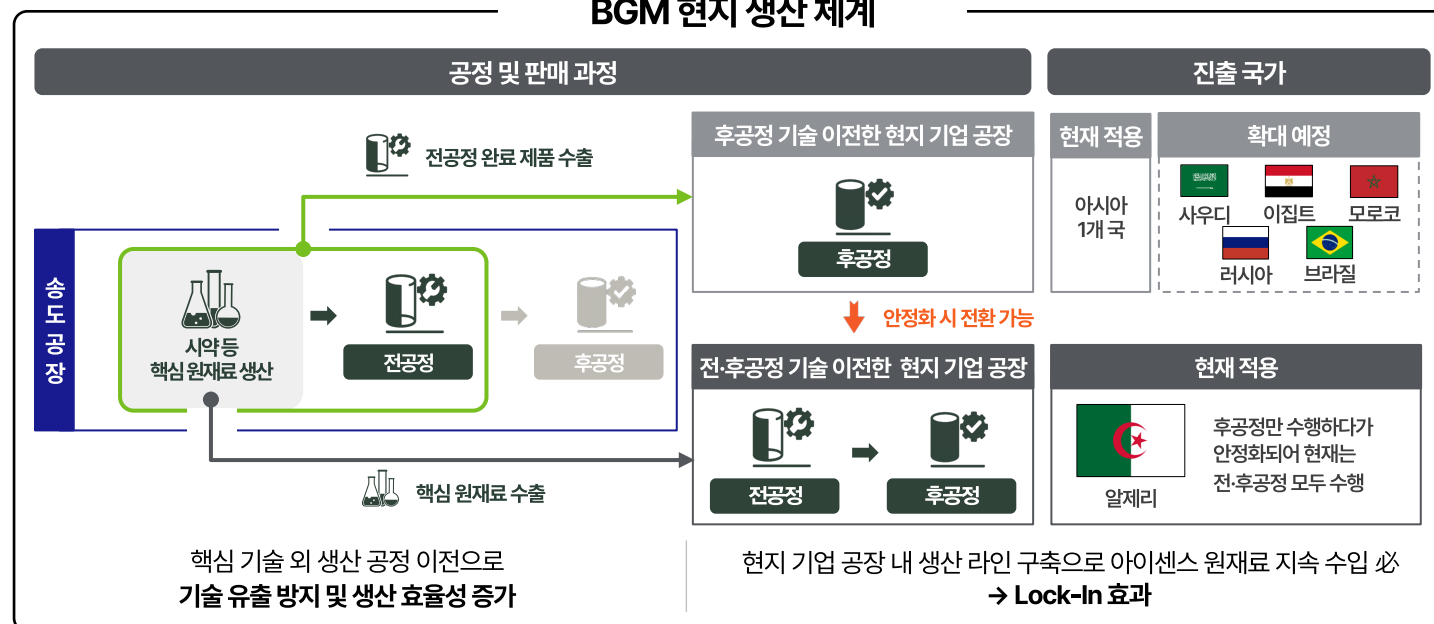 BGM 현지 생산 체계
공정 및 판매 과정
진출 국가
전공정 완료 제품 수출
후공정 기술 이전한 현지 기업 공장
후공정
현재 적용
확대 예정
아시아
1개 국
사우디
이집트
모로코
러시아
브라질
송도공장
시약 등
핵심 원재료 생산
전공정
후공정
안정화 시 전환 가능
핵심 원재료 수출
전·후공정 기술 이전한 현지 기업 공장
전공정
후공정
현재 적용
알제리
후공정만 수행하다가
안정화되어 현재는
전·후공정 모두 수행
핵심 기술 외 생산 공정 이전으로
기술 유출 방지 및 생산 효율성 증가
현지 기업 공장 내 생산 라인 구축으로 아이센스 원재료 지속 수입 必
→ Lock-In 효과